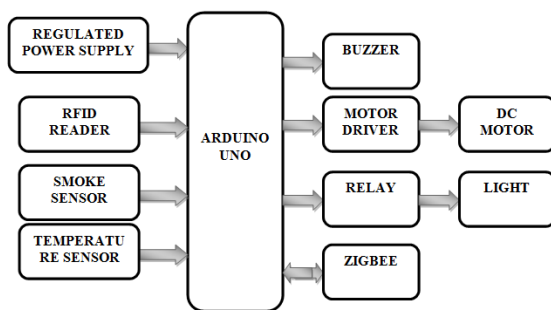 REGULATED
POWER SUPPLY
RFID
READER
SMOKE
SENSOR
TEMPERATU
RE SENSOR
ARDUINO
UNO
BUZZER
MOTOR
DRIVER
DC
MOTOR
RELAY
LIGHT
ZIGBEE